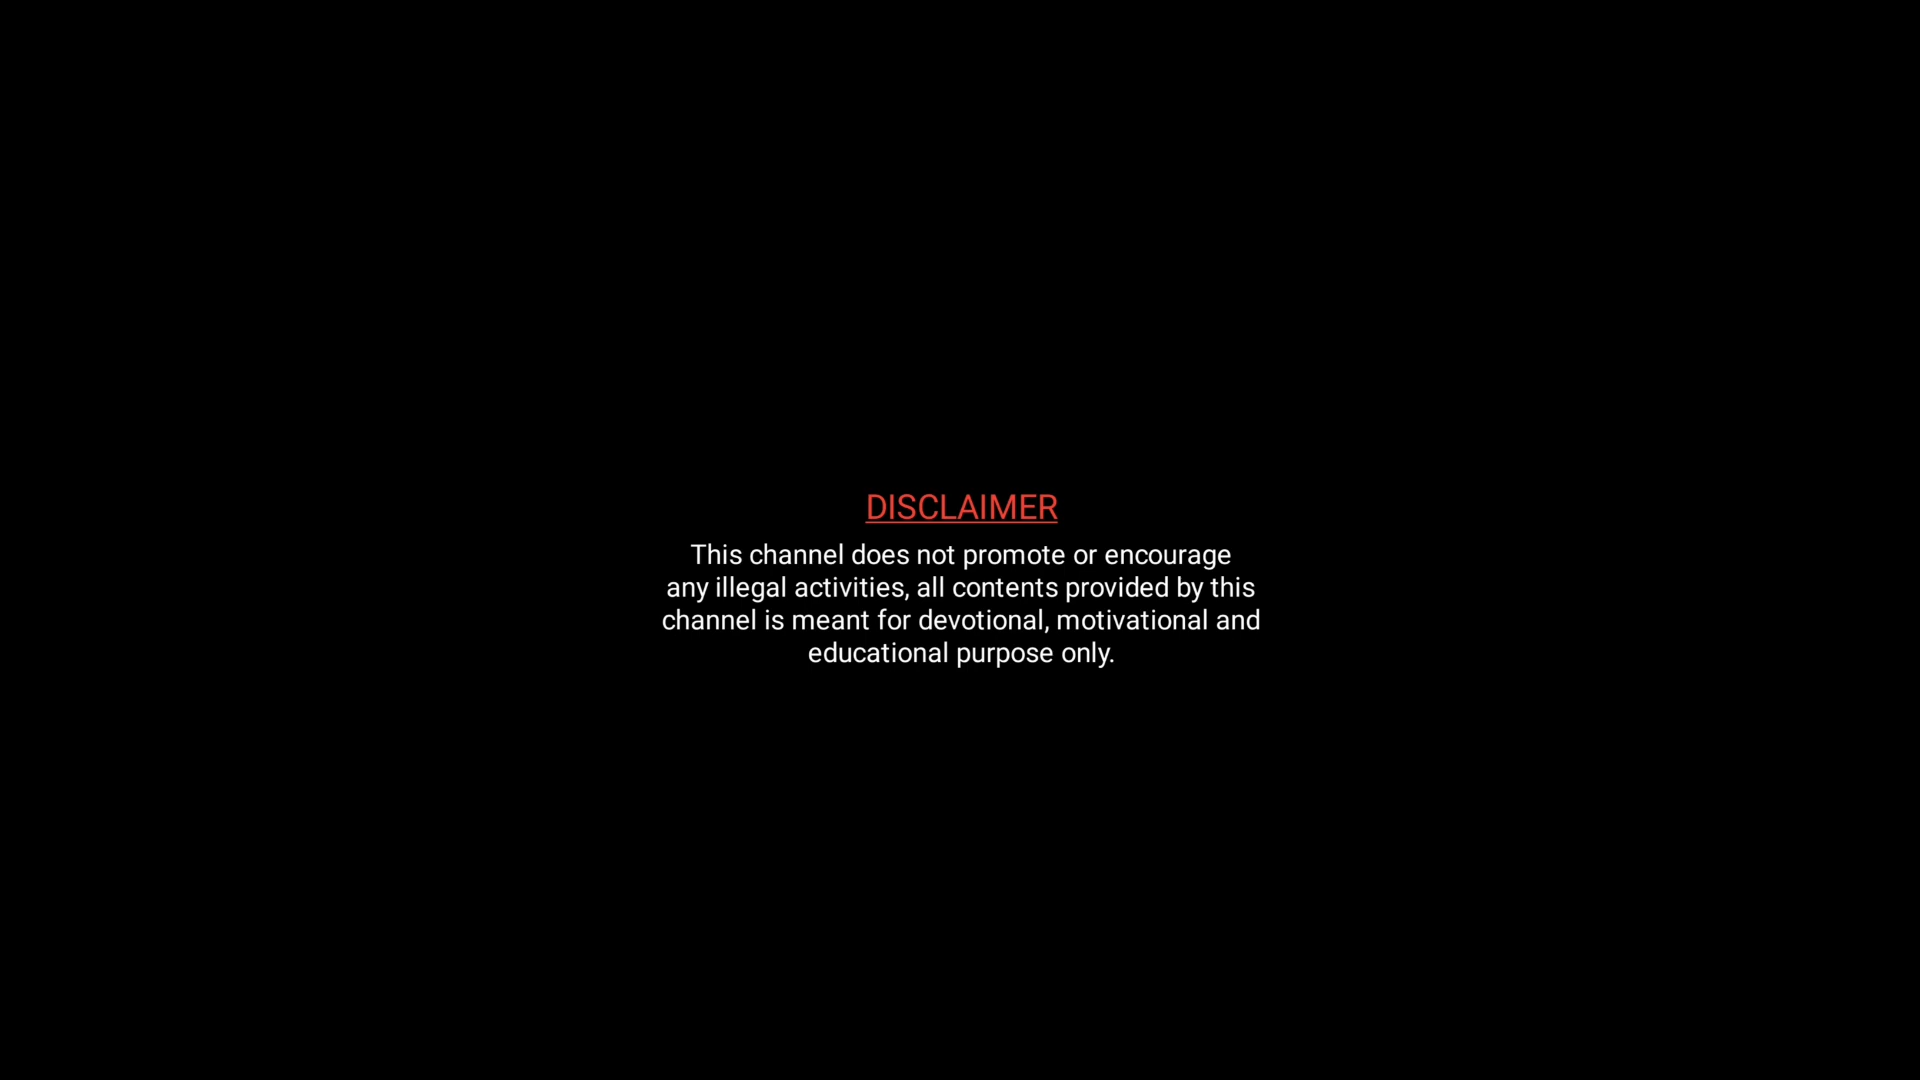 DISCLAIMER
This channel does not promote or encourage
any illegal activities, all contents provided by this
channel is meant for devotional, motivational and
educational purpose only.